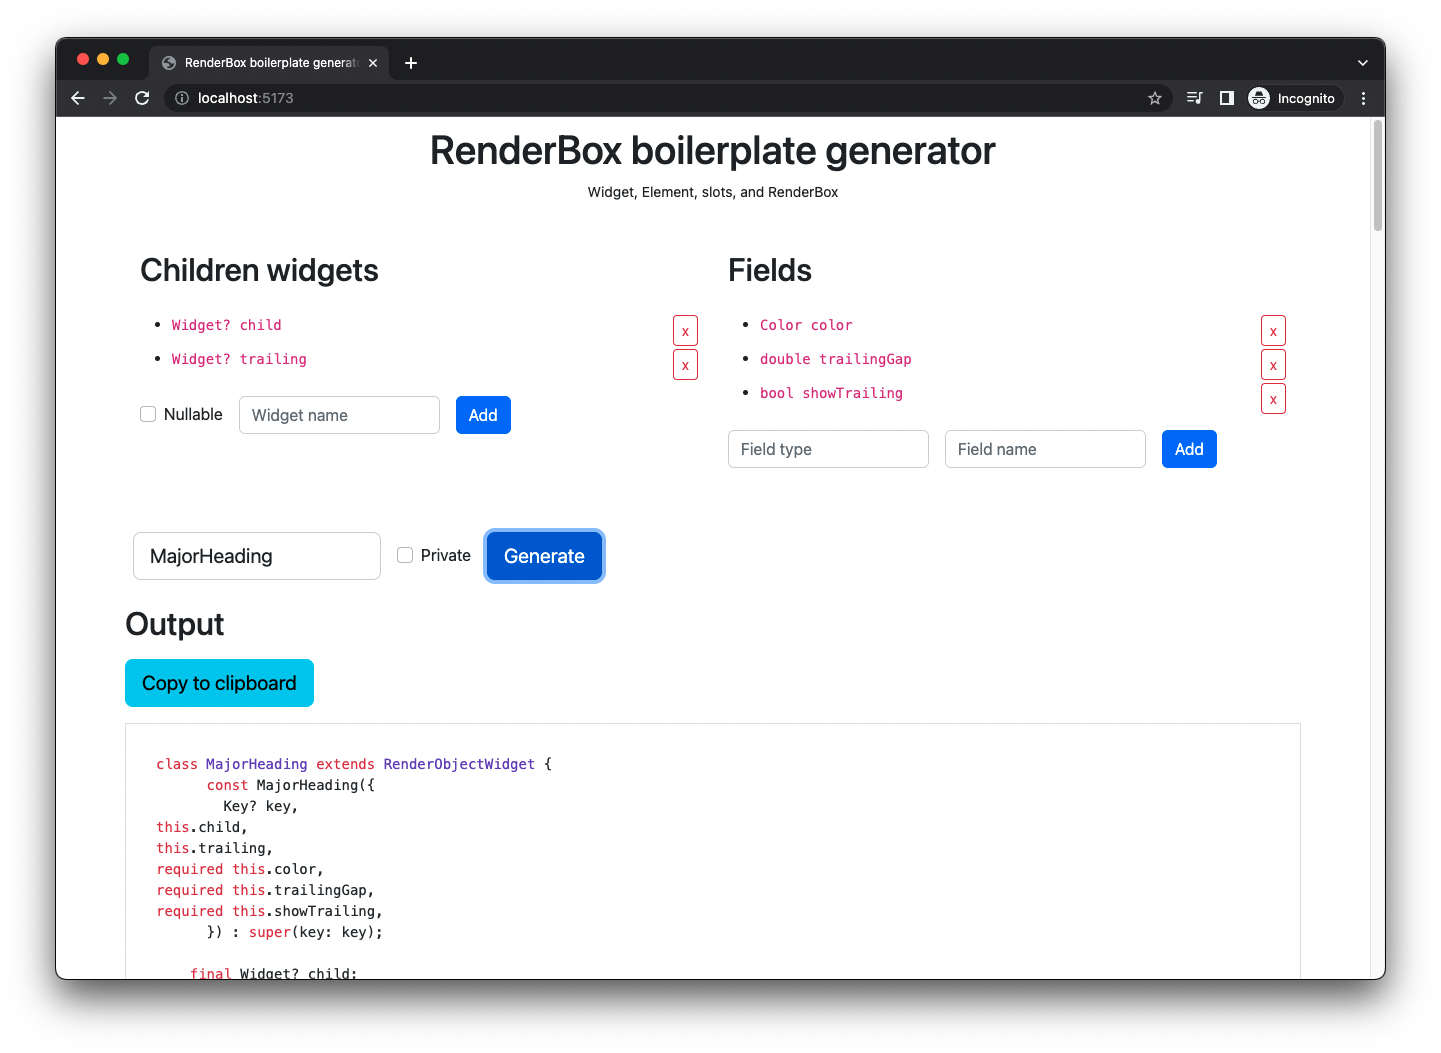 RenderBox boilerplate generat
localhost:5173
Incognito
RenderBox boilerplate generator
Widget, Element, slots, and RenderBox
Children widgets
Widget? child
x
Widget? trailing
x
Nullable
Widget name
Add
Fields
Color color
x
double trailingGap
x
bool showTrailing
x
Field type
Field name
Add
MajorHeading
Private
Generate
Output
Copy to clipboard
class MajorHeading extends RenderObjectWidget {
const MajorHeading({
Key? key,
this.child,
this.trailing,
required this.color,
required this.trailingGap,
required this.showTrailing,
}) : super(key: key);
final Widget? child;